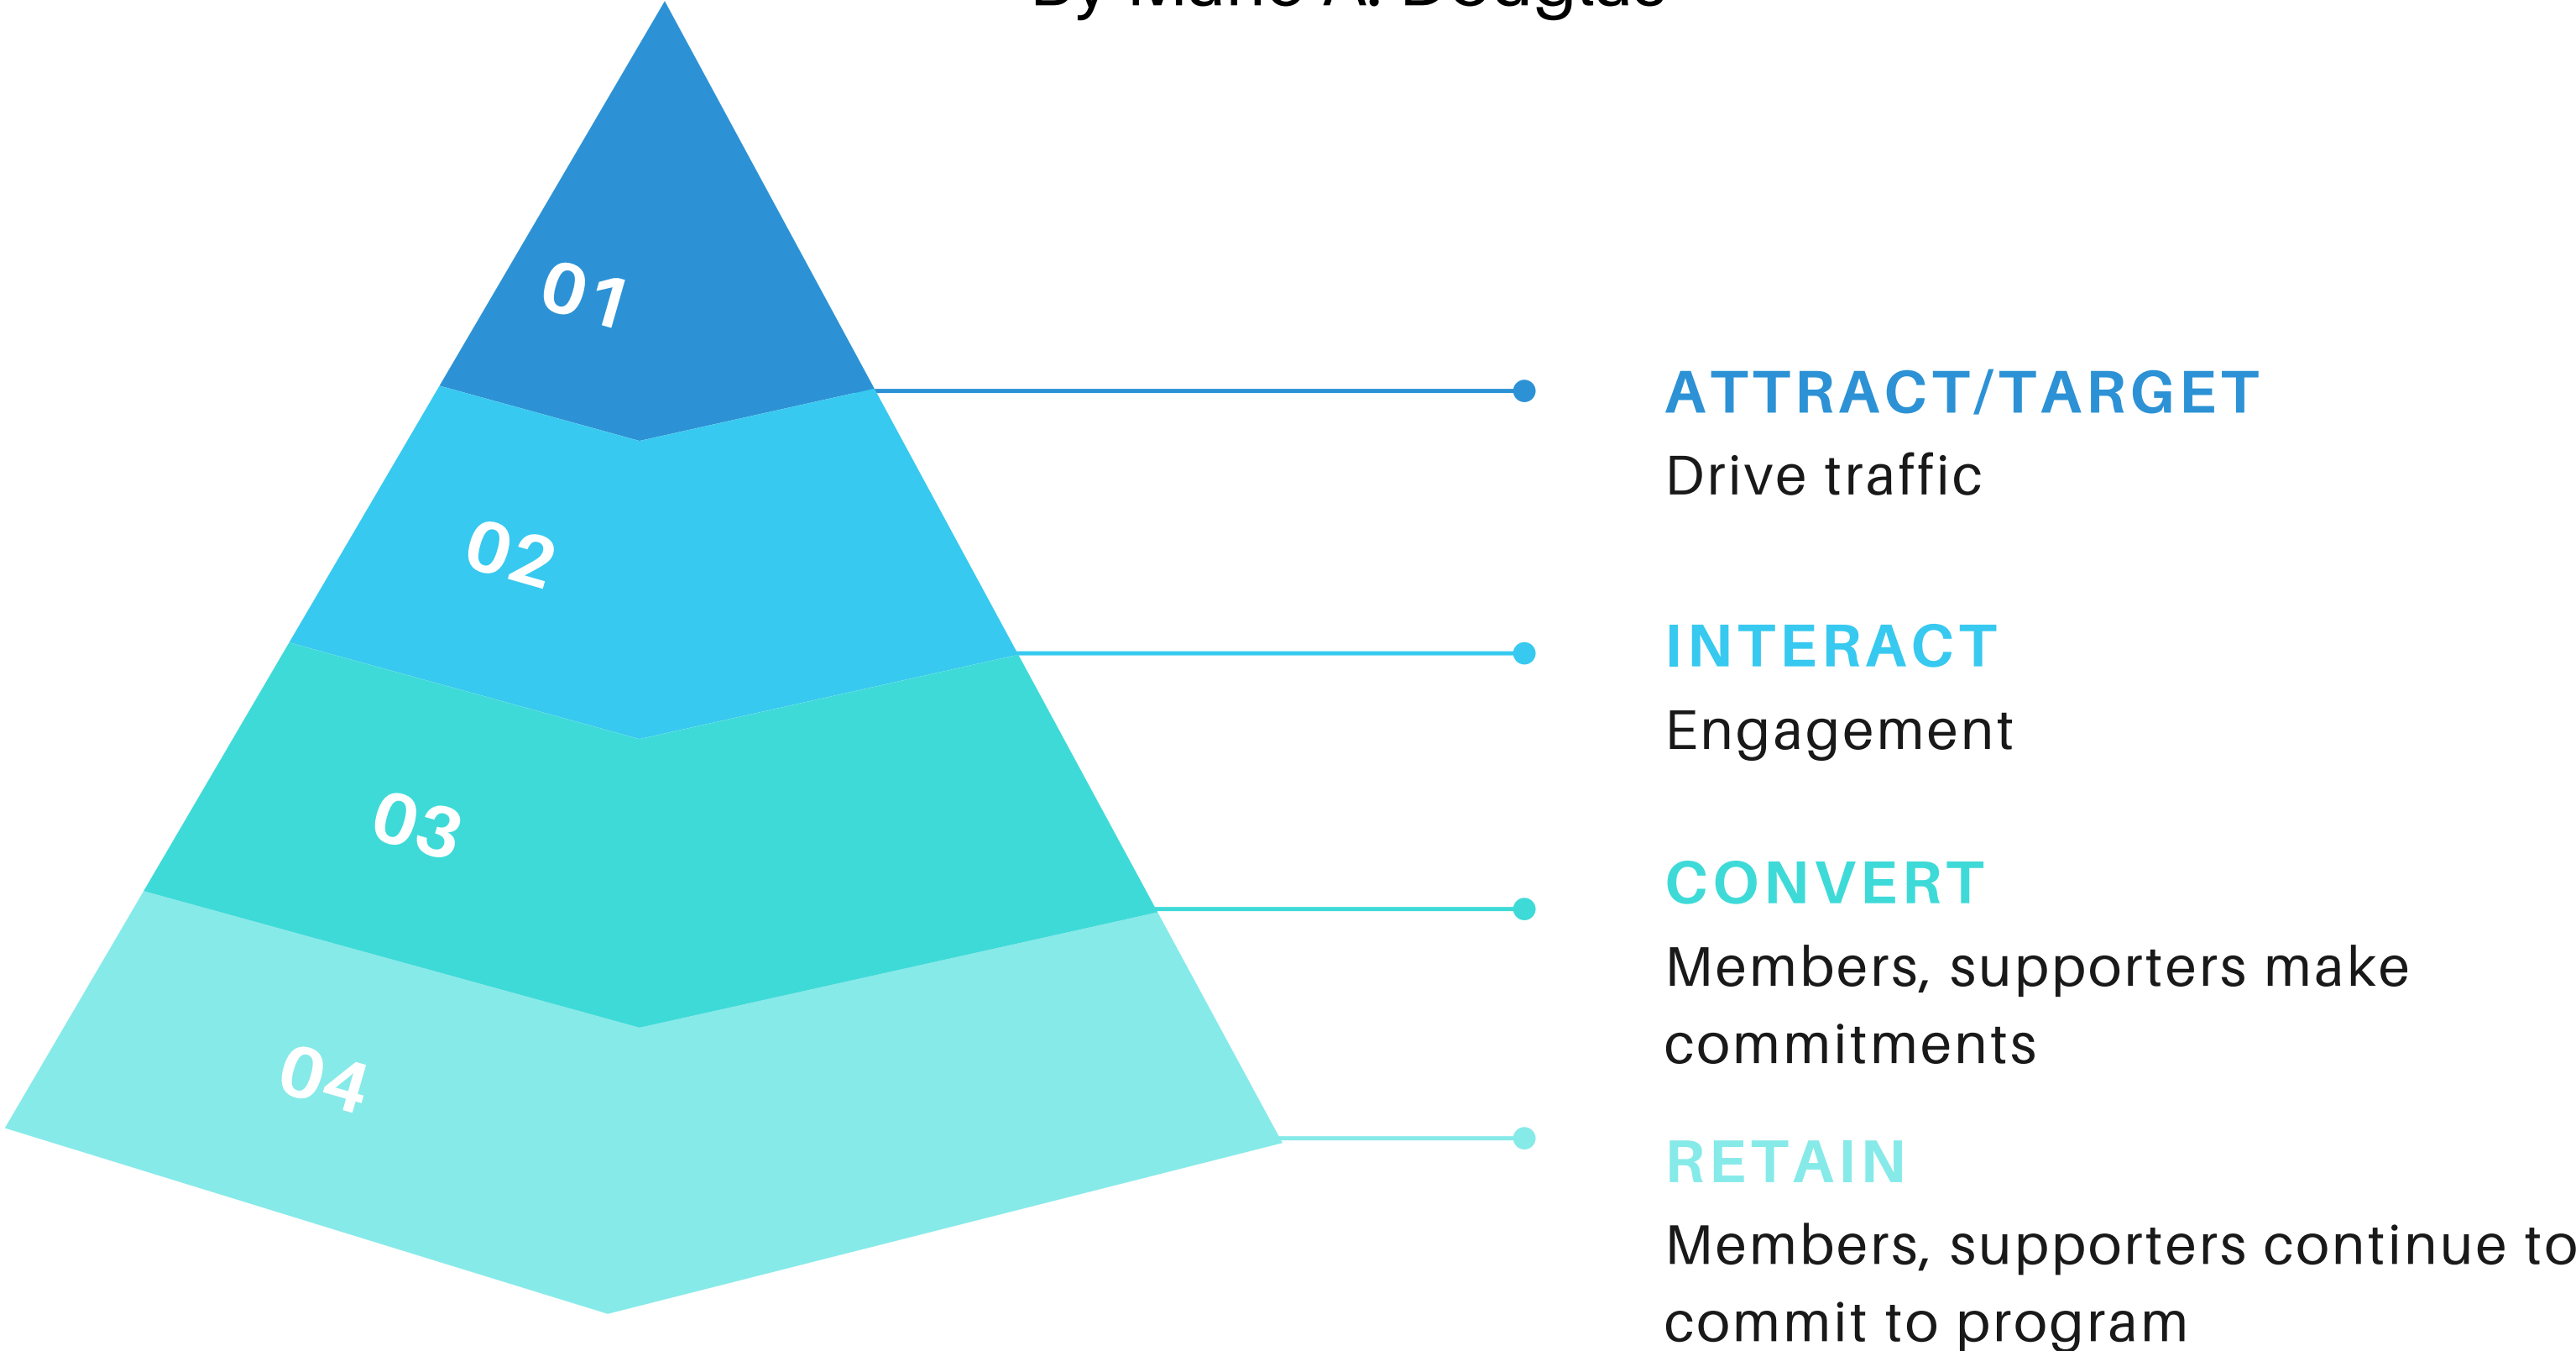 By A.
01
ATTRACT/TARGET
Drive traffic
02
INTERACT
Engagement
03
CONVERT
Members, supporters make
commitments
04
RETAIN
Members, supporters continue to
commit to program